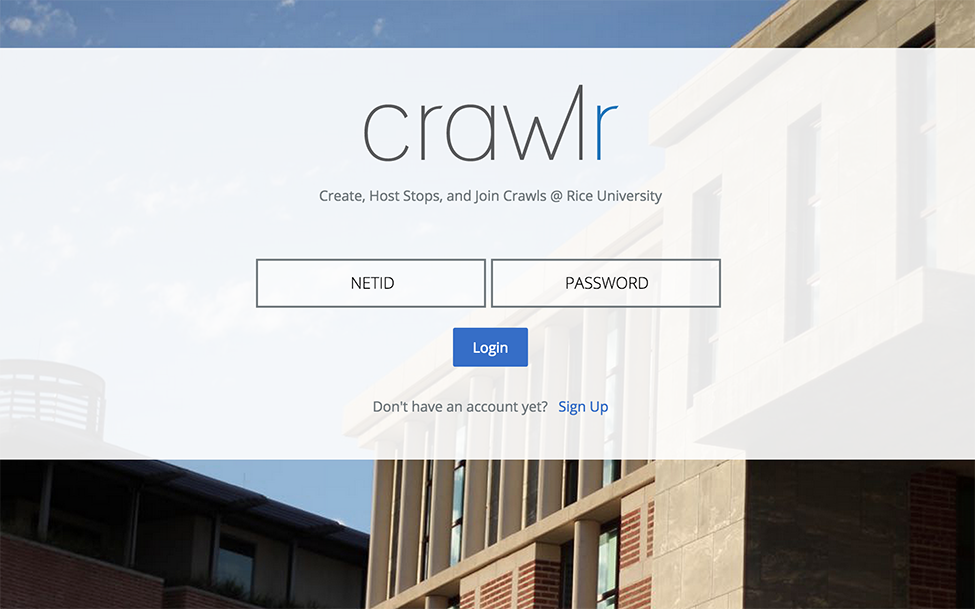 crawlr
Create, Host Stops, and Join Crawls @ Rice University
NETID PASSWORD
Login
Don't have an account yet? Sign Up